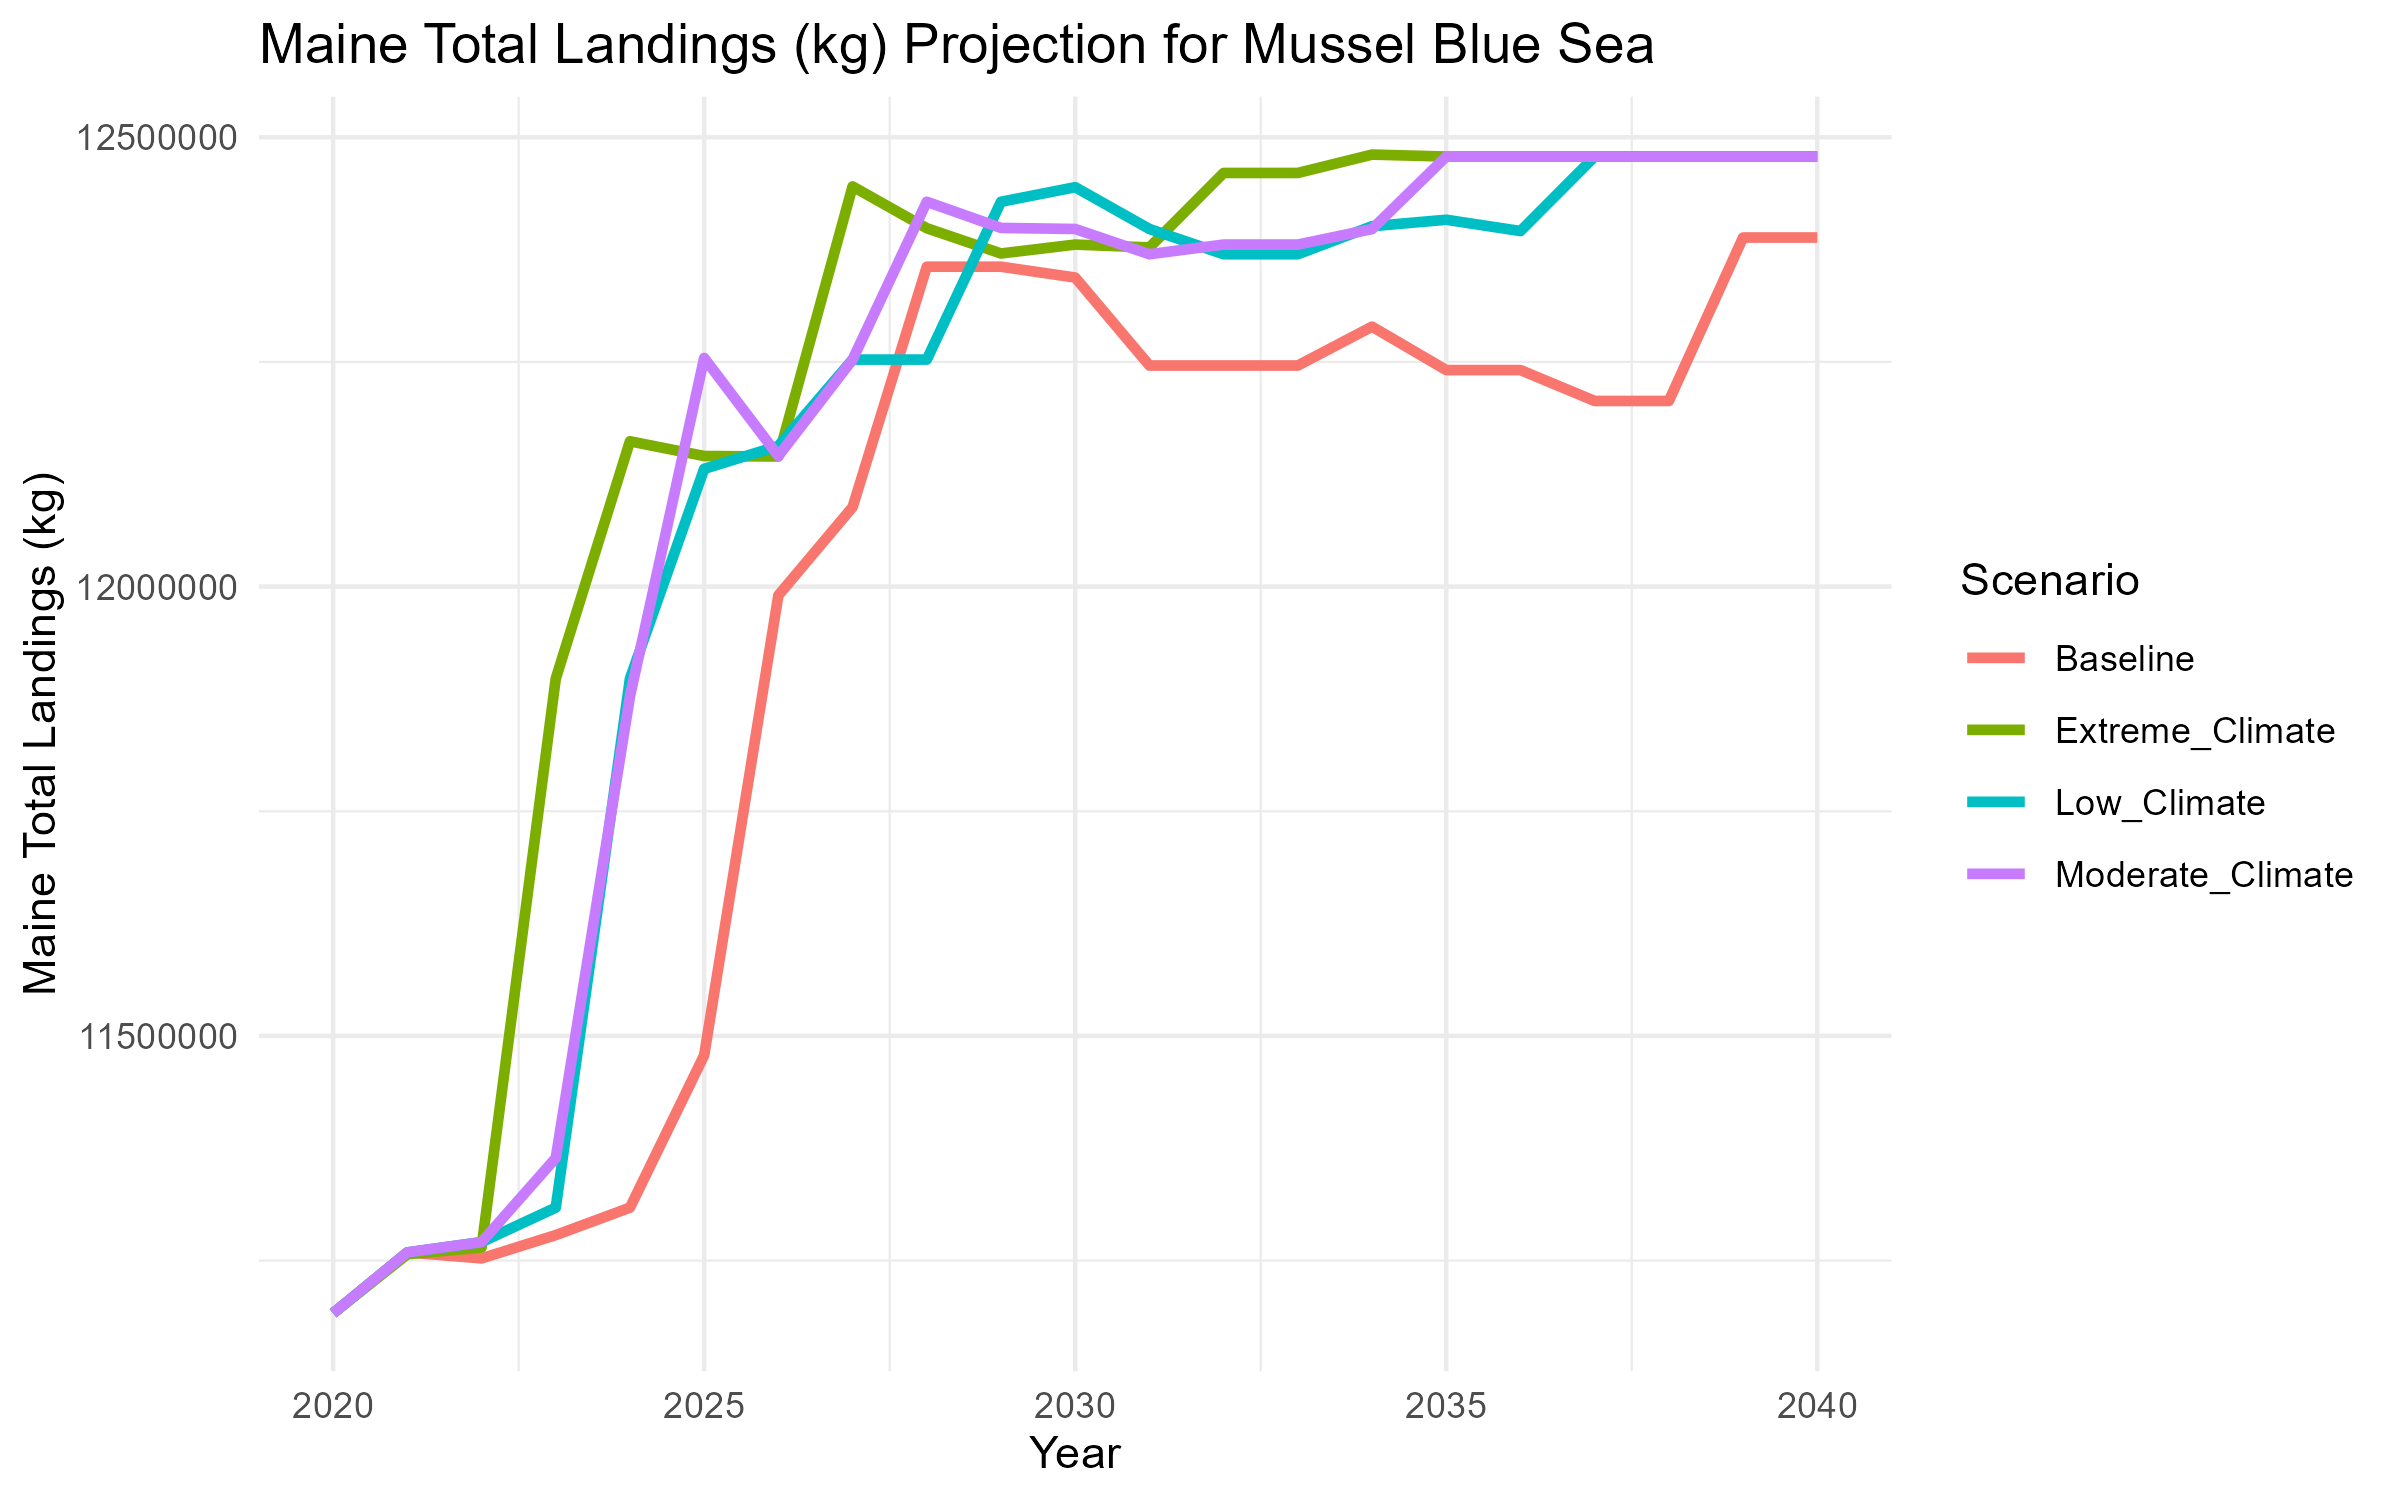 Maine Total Landings (kg) Projection for Mussel Blue Sea
12500000
12000000
11500000
Maine Total Landings (kg)
2020
2025
2030
2035
2040
Year
Scenario
Baseline
Extreme_Climate
Low_Climate
Moderate_Climate